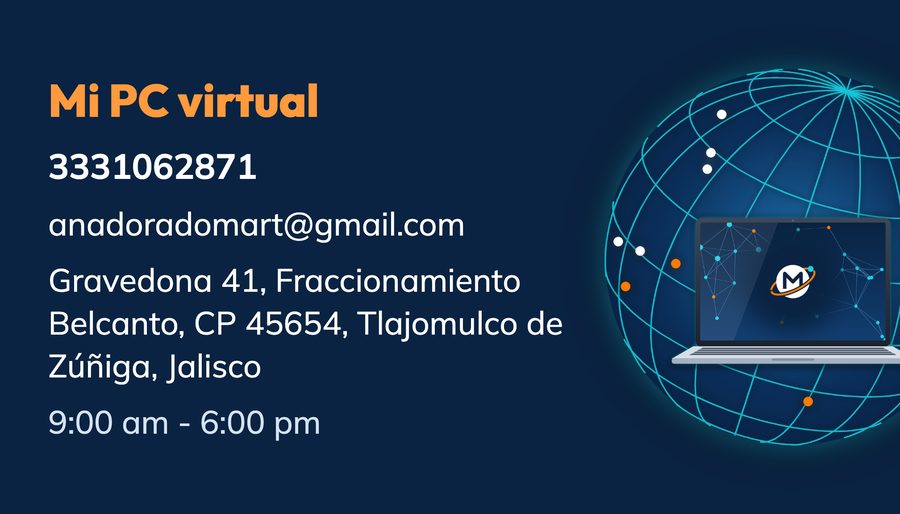 Mi PC virtual
3331062871
anadoradomart@gmail.com
Gravedona 41, Fraccionamiento
Belcanto, CP 45654, Tlajomulco de
Zúñiga, Jalisco
9:00 am - 6:00 pm
M